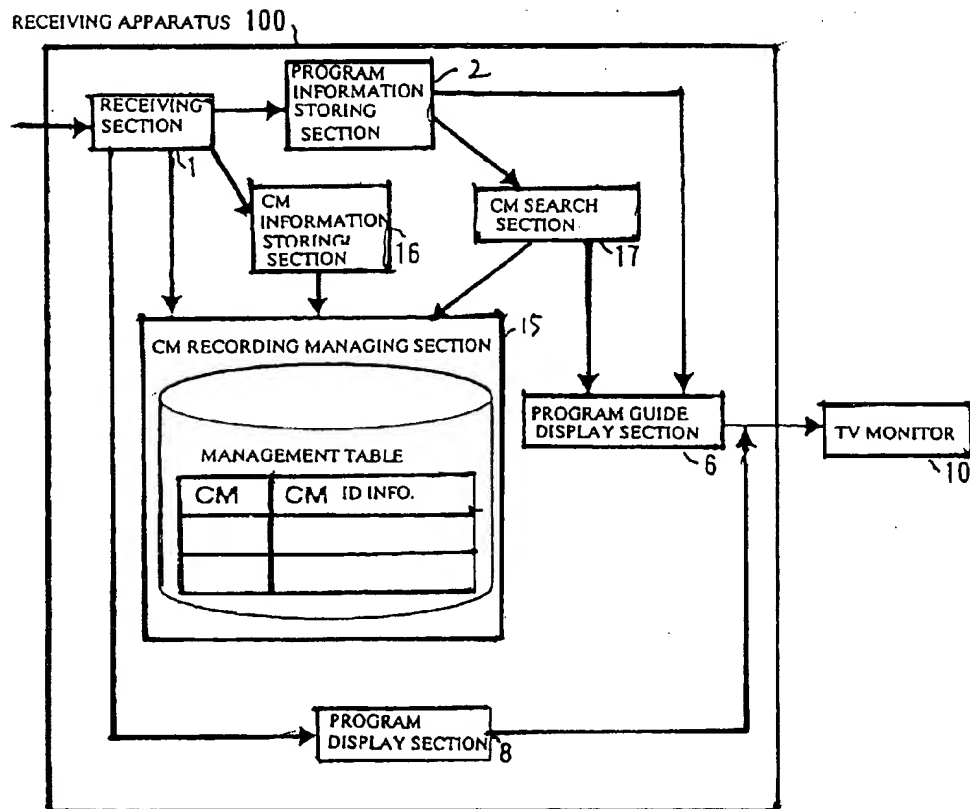 RECEIVING APPARATUS 100
PROGRAM
INFORMATION
STORING
SECTION
2
RECEIVING
SECTION
1
CM
INFORMATION
STORING
SECTION
16
CM SEARCH
SECTION
17
15
CM RECORDING MANAGING SECTION
MANAGEMENT TABLE
CM
CM ID INFO.
PROGRAM GUIDE
DISPLAY SECTION
6
TV MONITOR
10
PROGRAM
DISPLAY SECTION
8